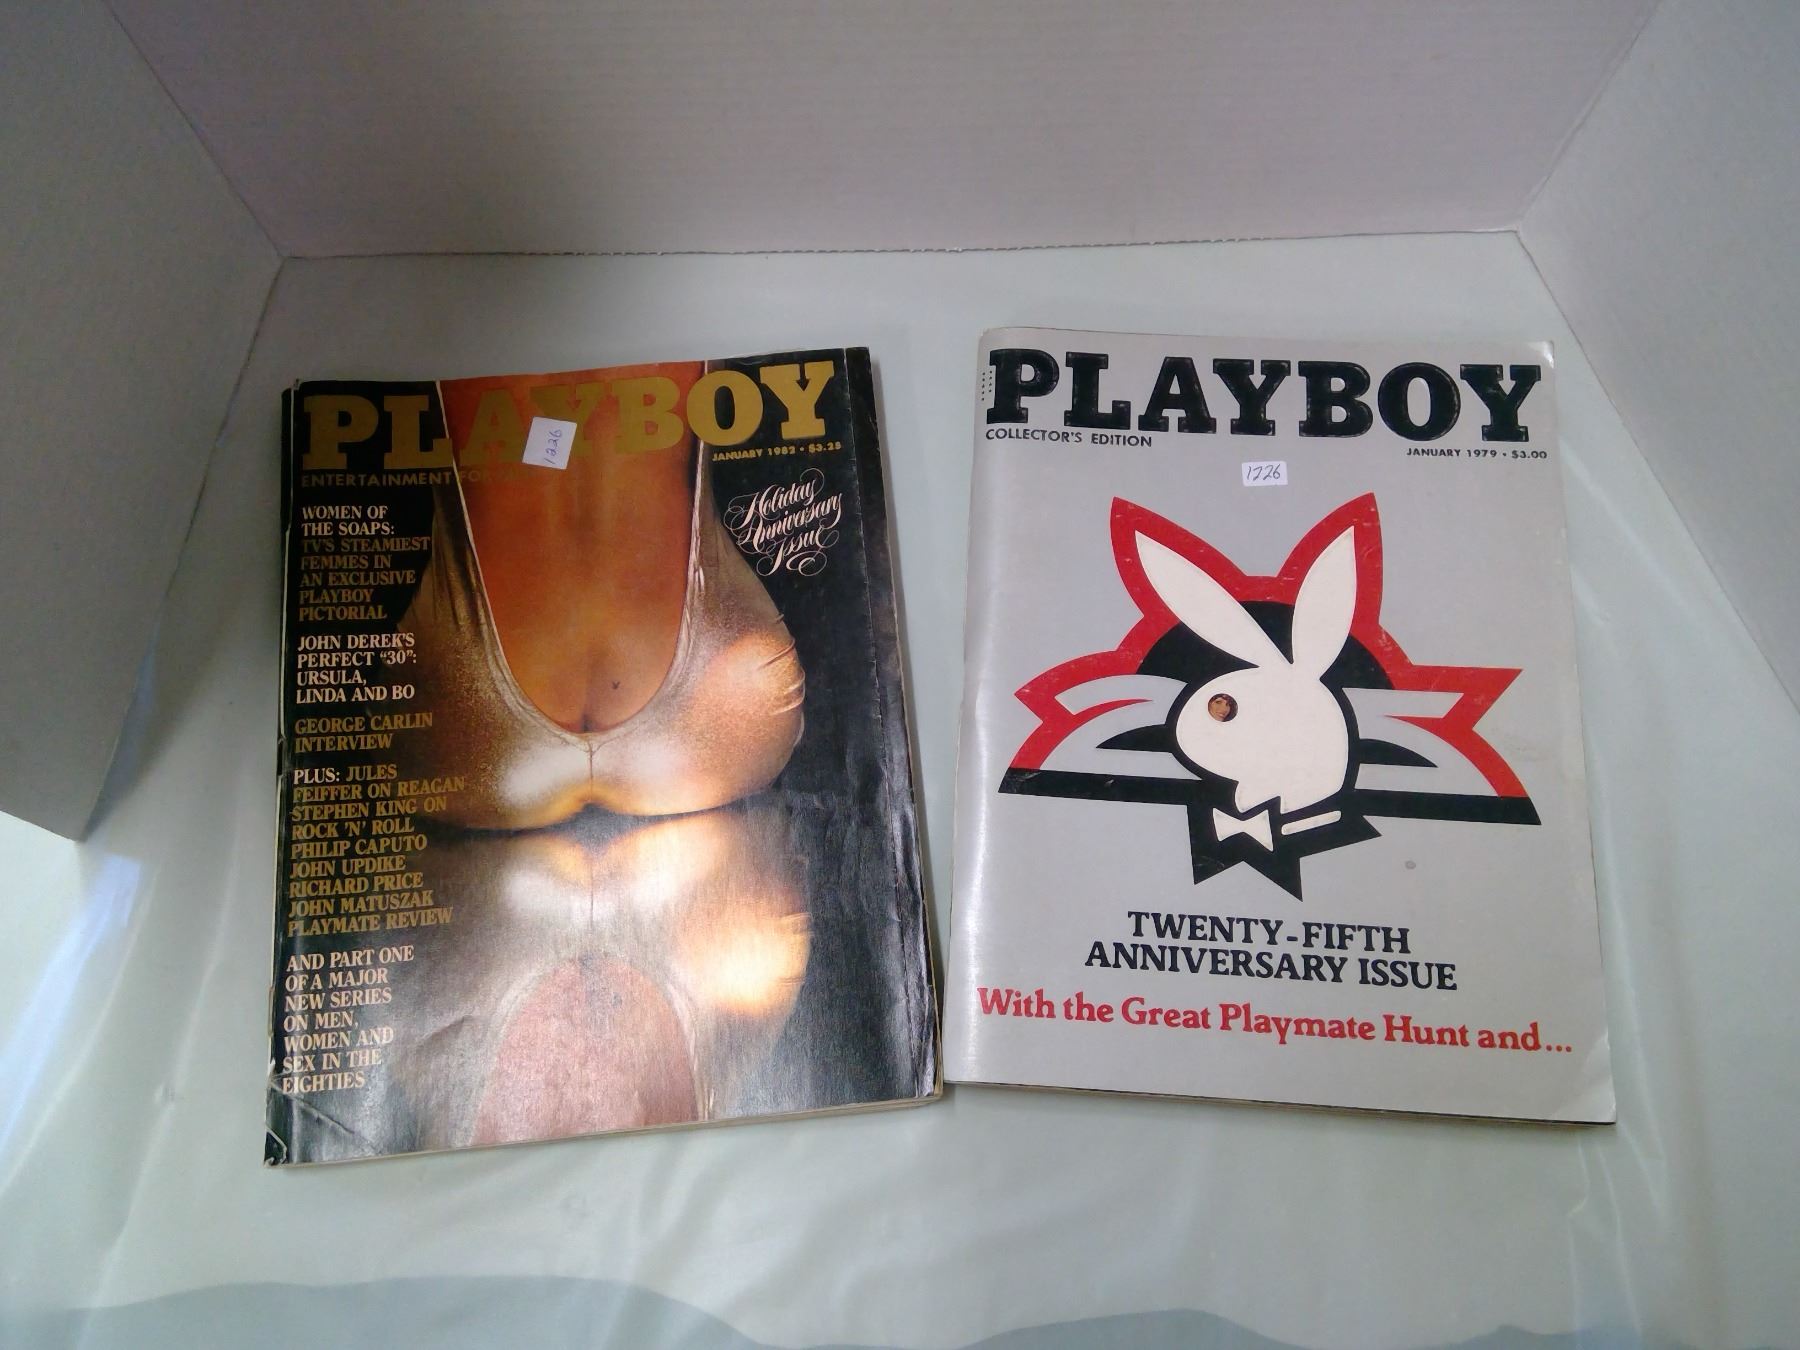 PLAYBOY
JANUARY 1982 • $3.25
ENTERTAINMENT FOR
1226
Holiday
Anniversary
Issue
WOMEN OF
THE SOAPS:
TV'S STEAMIEST
FEMMES IN
AN EXCLUSIVE
PLAYBOY
PICTORIAL
JOHN DEREK'S
PERFECT "30":
URSULA,
LINDA AND BO
GEORGE CARLIN
INTERVIEW
PLUS: JULES
FEIFFER ON REAGAN
STEPHEN KING ON
ROCK 'N' ROLL
PHILIP CAPUTO
JOHN UPDIKE
RICHARD PRICE
JOHN MATUSZAK
PLAYMATE REVIEW
AND PART ONE
OF A MAJOR
NEW SERIES
ON MEN,
WOMEN AND
SEX IN THE
EIGHTIES
PLAYBOY
COLLECTOR'S EDITION
JANUARY 1979 • $3.00
1226
TWENTY-FIFTH
ANNIVERSARY ISSUE
With the Great Playmate Hunt and...